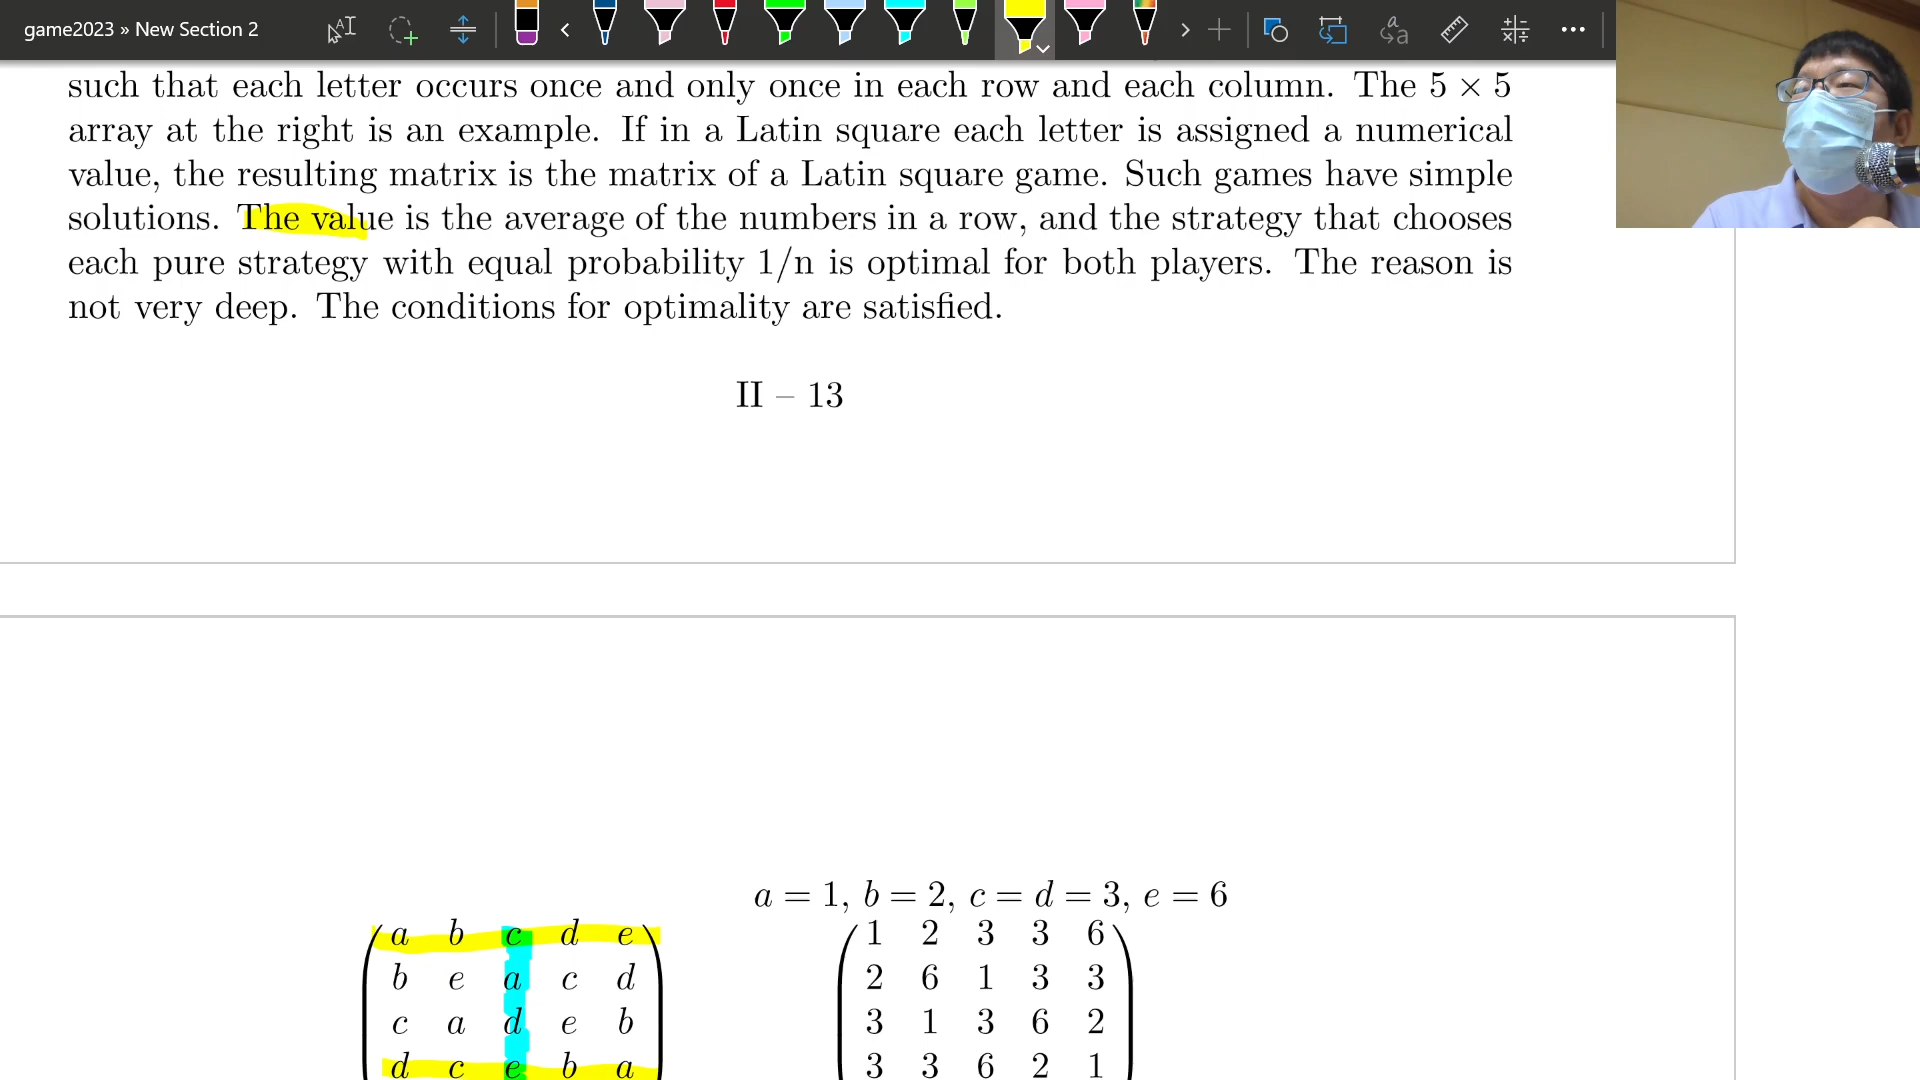 game2023 » New Section 2
such that each letter occurs once and only once in each row and each column. The 5 × 5
array at the right is an example. If in a Latin square each letter is assigned a numerical
value, the resulting matrix is the matrix of a Latin square game. Such games have simple
solutions. The value is the average of the numbers in a row, and the strategy that chooses
each pure strategy with equal probability 1/n is optimal for both players. The reason is
not very deep. The conditions for optimality are satisfied.
II – 13
a = 1, b = 2, c = d = 3, e = 6
a b c d e 1 2 3 3 6
b e a c d 2 6 1 3 3
c a d e b 3 1 3 6 2
d c e b a 3 3 6 2 1